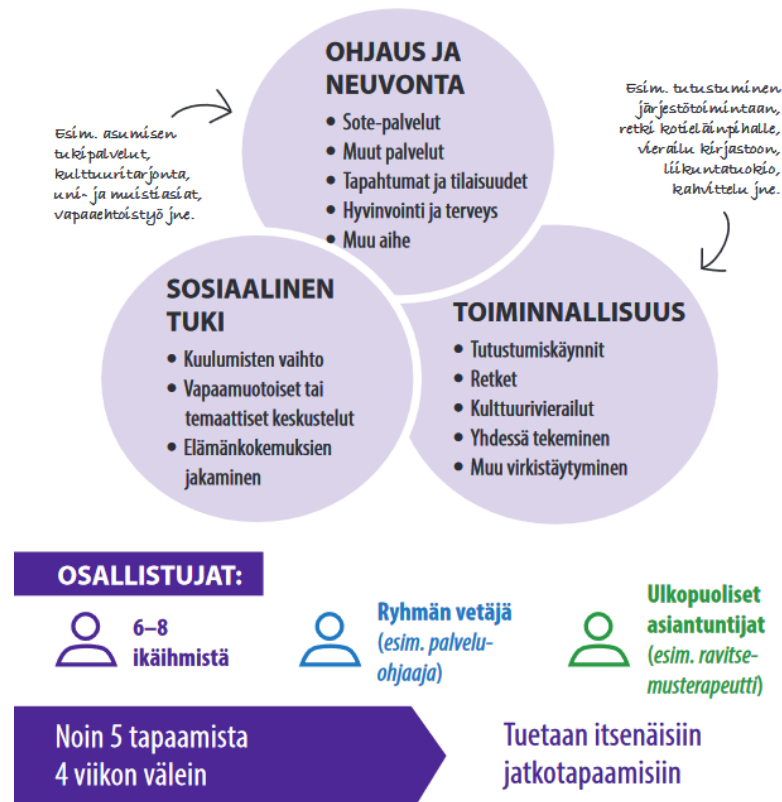 OHJAUS JA
NEUVONTA
• Sote-palvelut
• Muut palvelut
• Tapahtumat ja tilaisuudet
• Hyvinvointi ja terveys
• Muu aihe
Esim. asumisen
tukipalvelut,
kulttuuritarjonta,
uni- ja muistiasiat,
vapaaehtoistyö jne.
Esim. tutustuminen
järjestötoimintaan,
retki kotieläinpihalle,
vierailu kirjastoon,
liikuntatuokio,
kahvittelu jne.
SOSIAALINEN
TUKI
• Kuulumisten vaihto
• Vapaamuotoiset tai
temaattiset keskustelut
• Elämänkokemuksien
jakaminen
TOIMINNALLISUUS
• Tutustumiskäynnit
• Retket
• Kulttuurivierailut
• Yhdessä tekeminen
• Muu virkistäytyminen
OSALLISTUJAT:
6–8
ikäihmistä
Ryhmän vetäjä
(esim. palvelu-
ohjaaja)
Ulkopuoliset
asiantuntijat
(esim. ravitse-
musterapeutti)
Noin 5 tapaamista
4 viikon välein
Tuetaan itsenäisiin
jatkotapaamisiin